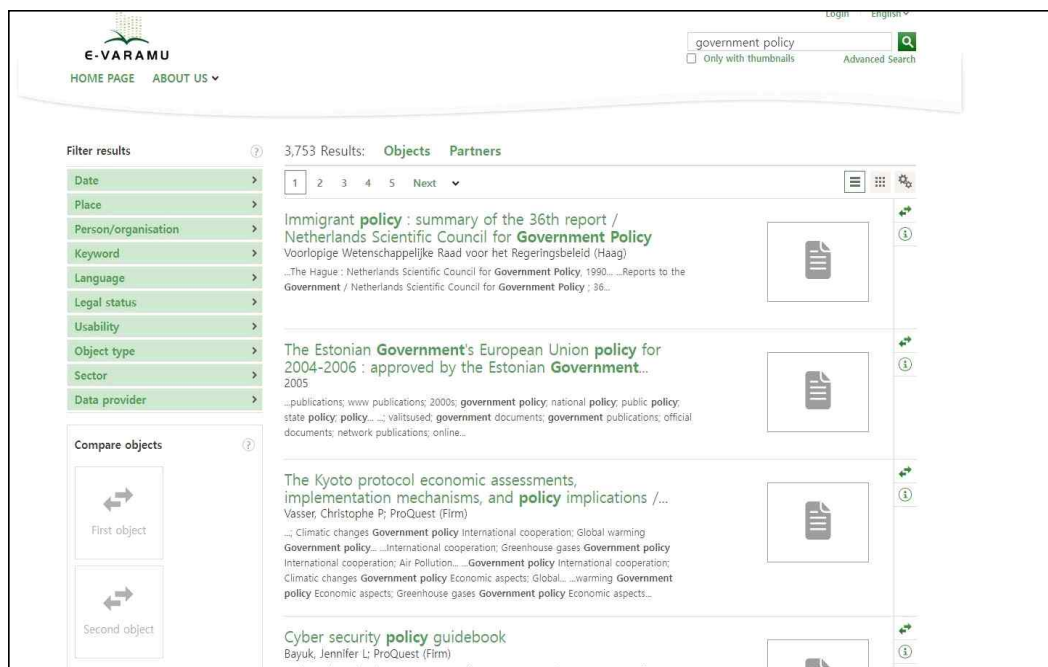 Login English
E-VARAMU
government policy
Only with thumbnails Advanced Search
HOME PAGE ABOUT US
Filter results ?
3,753 Results: Objects Partners
Date
Place
Person/organisation
Keyword
Language
Legal status
Usability
Object type
Sector
Data provider
1 2 3 4 5 Next
Immigrant policy : summary of the 36th report /
Netherlands Scientific Council for Government Policy
Voorlopige Wetenschappelijke Raad voor het Regeringsbeleid (Haag)
...The Hague : Netherlands Scientific Council for Government Policy, 1990... ...Reports to the
Government / Netherlands Scientific Council for Government Policy ; 36...
The Estonian Government's European Union policy for
2004-2006 : approved by the Estonian Government...
2005
...publications; www publications; 2000s; government policy; national policy; public policy;
state policy; policy... ...; valitsused; government documents; government publications; official
documents; network publications; online...
Compare objects ?
First object
Second object
The Kyoto protocol economic assessments,
implementation mechanisms, and policy implications /...
Vasser, Christophe P; ProQuest (Firm)
...; Climatic changes Government policy International cooperation; Global warming
Government policy... ...International cooperation; Greenhouse gases Government policy
International cooperation; Air Pollution... ...Government policy International cooperation;
Climatic changes Government policy Economic aspects; Global... ...warming Government
policy Economic aspects; Greenhouse gases Government policy Economic aspects...
Cyber security policy guidebook
Bayuk, Jennifer L; ProQuest (Firm)